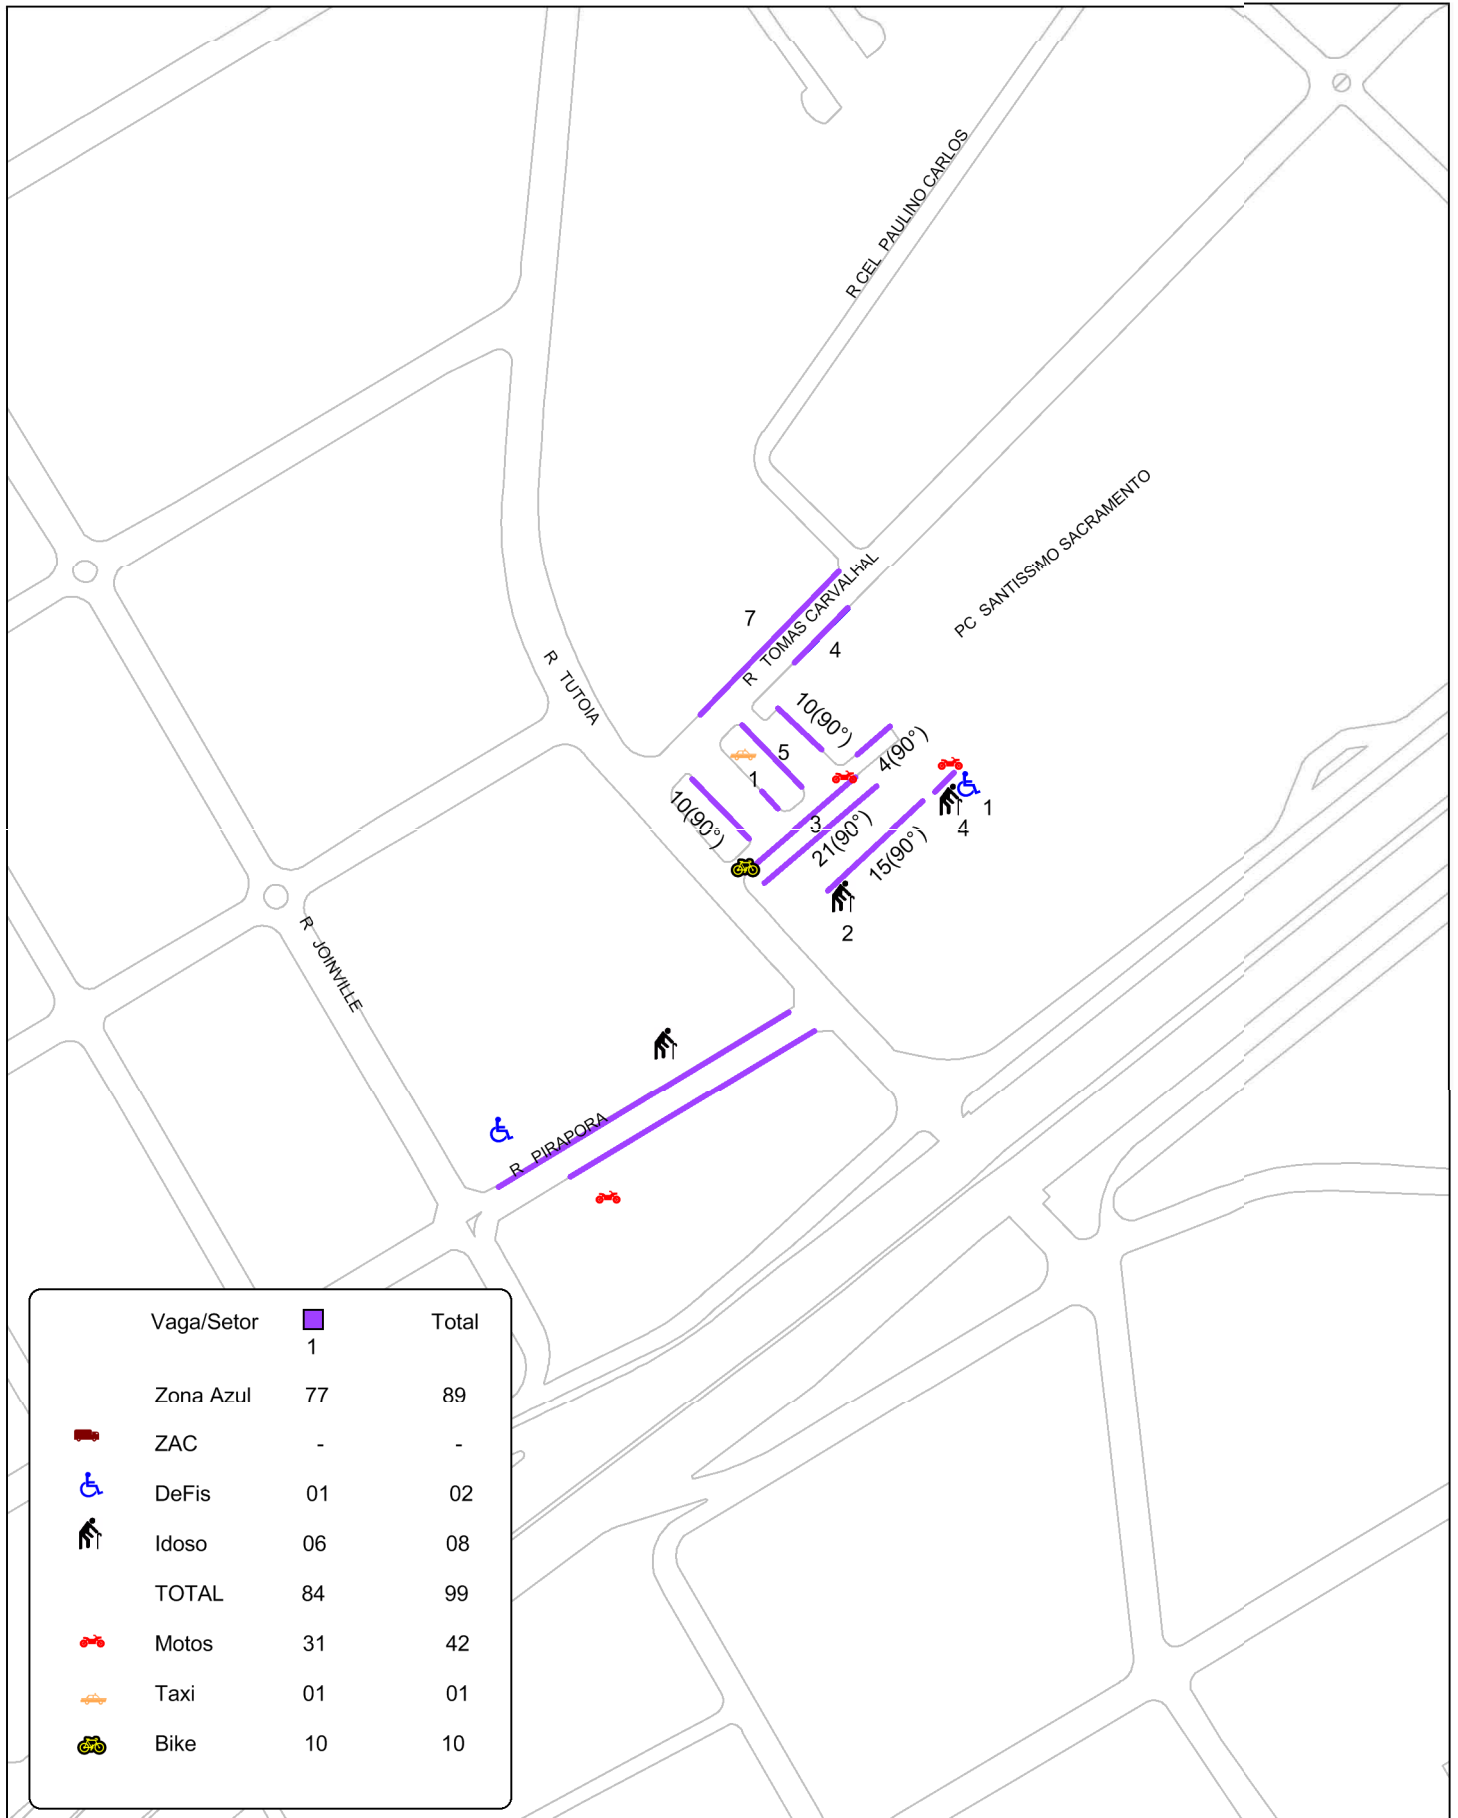 R CEL PAULINO CARLOS
PC SANTISSIMO SACRAMENTO
R TOMAS CARVALHAL
7
4
R TUTOIA
10(90°)
4(90°)
5
1
10(90°)
3
21(90°)
15(90°)
1
4
2
R JOINVILLE
R PIRAPORA
Vaga/Setor Total
1
Zona Azul 77 89
ZAC - -
DeFis 01 02
Idoso 06 08
TOTAL 84 99
Motos 31 42
Taxi 01 01
Bike 10 10